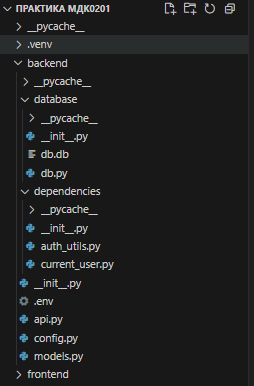 ПРАКТИКА МДК0201
__pycache__
.venv
backend
__pycache__
database
__pycache__
__init__.py
db.db
db.py
dependencies
__pycache__
__init__.py
auth_utils.py
current_user.py
__init__.py
.env
api.py
config.py
models.py
frontend